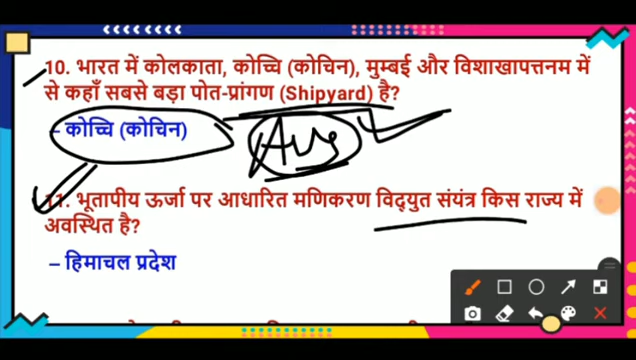 10. भारत में कोलकाता, कोच्चि (कोचिन), मुम्बई और विशाखापत्तनम में
से कहाँ सबसे बड़ा पोत-प्रांगण (Shipyard) है?
– कोच्चि (कोचिन)
Ans
11. भूतापीय ऊर्जा पर आधारित मणिकरण विद्युत संयंत्र किस राज्य में
अवस्थित है?
– हिमाचल प्रदेश